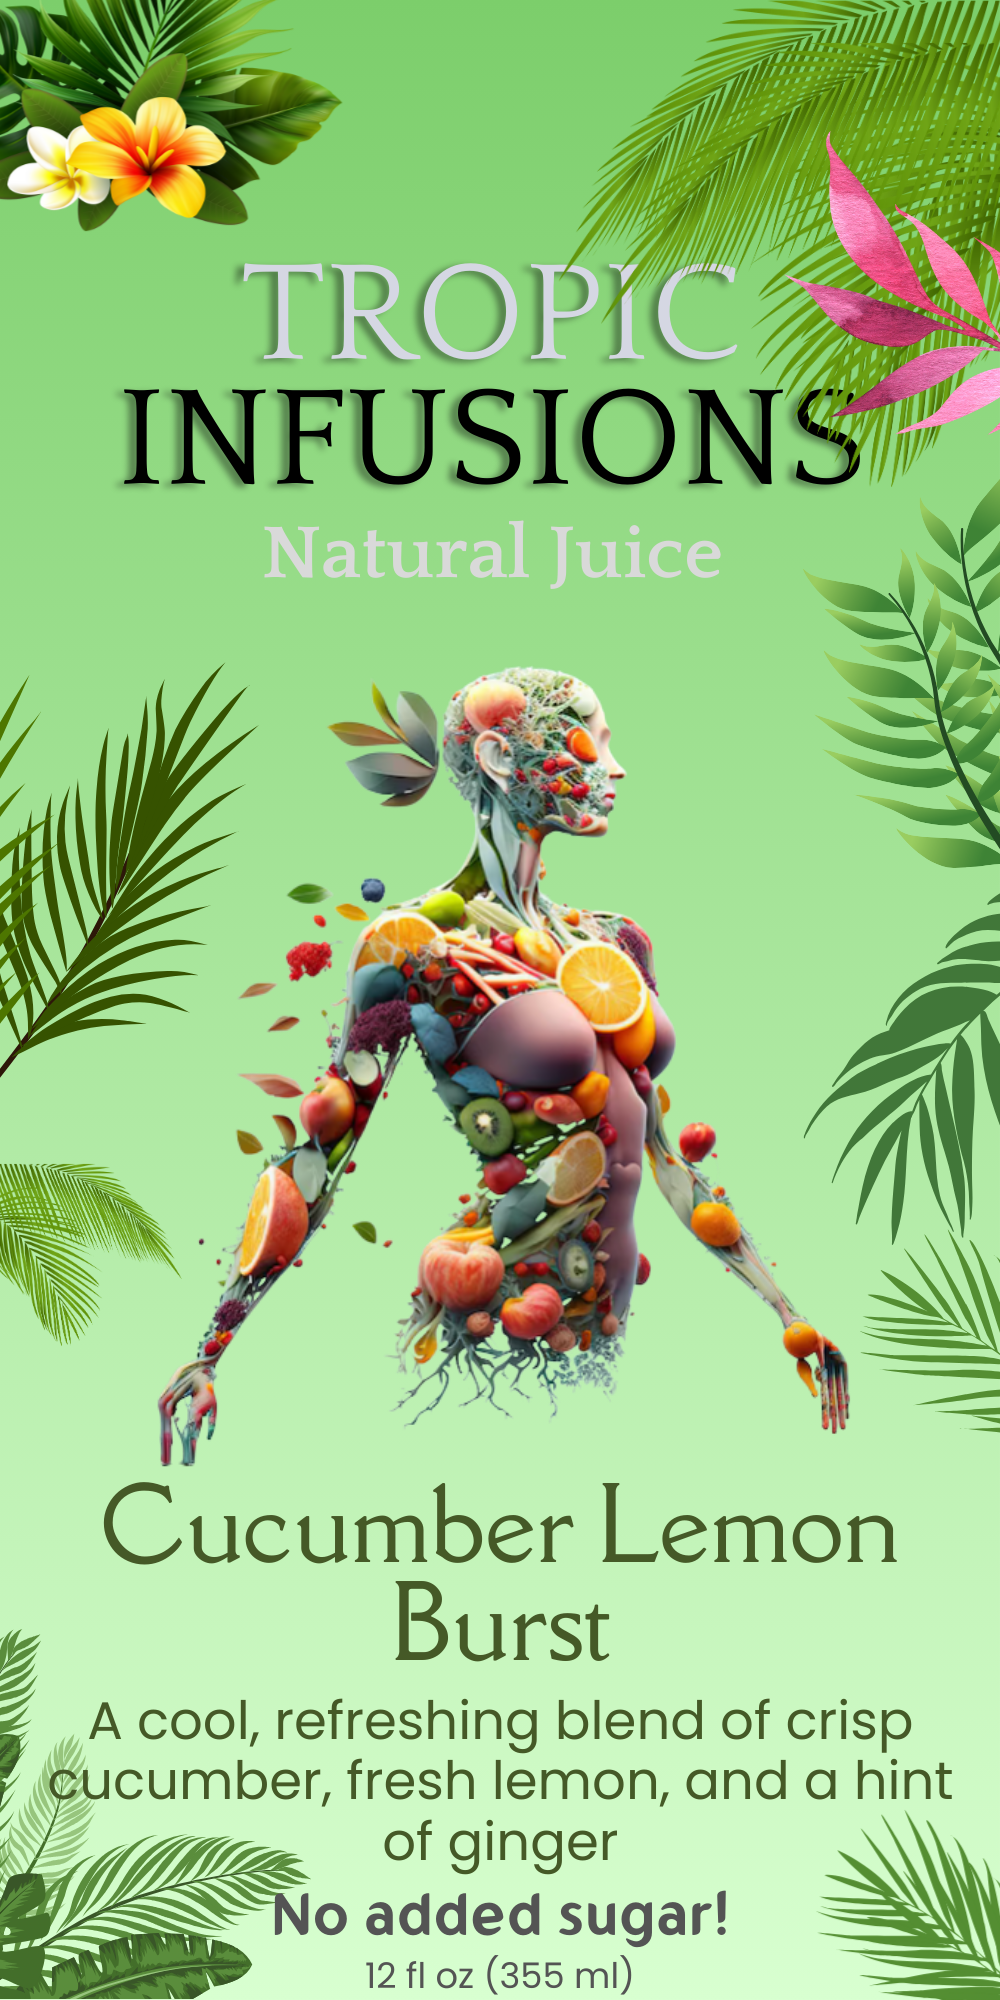 TROPIC
INFUSIONS
Natural Juice
Cucumber Lemon
Burst
A cool, refreshing blend of crisp
cucumber, fresh lemon, and a hint
of ginger
No added sugar!
12 fl oz (355 ml)